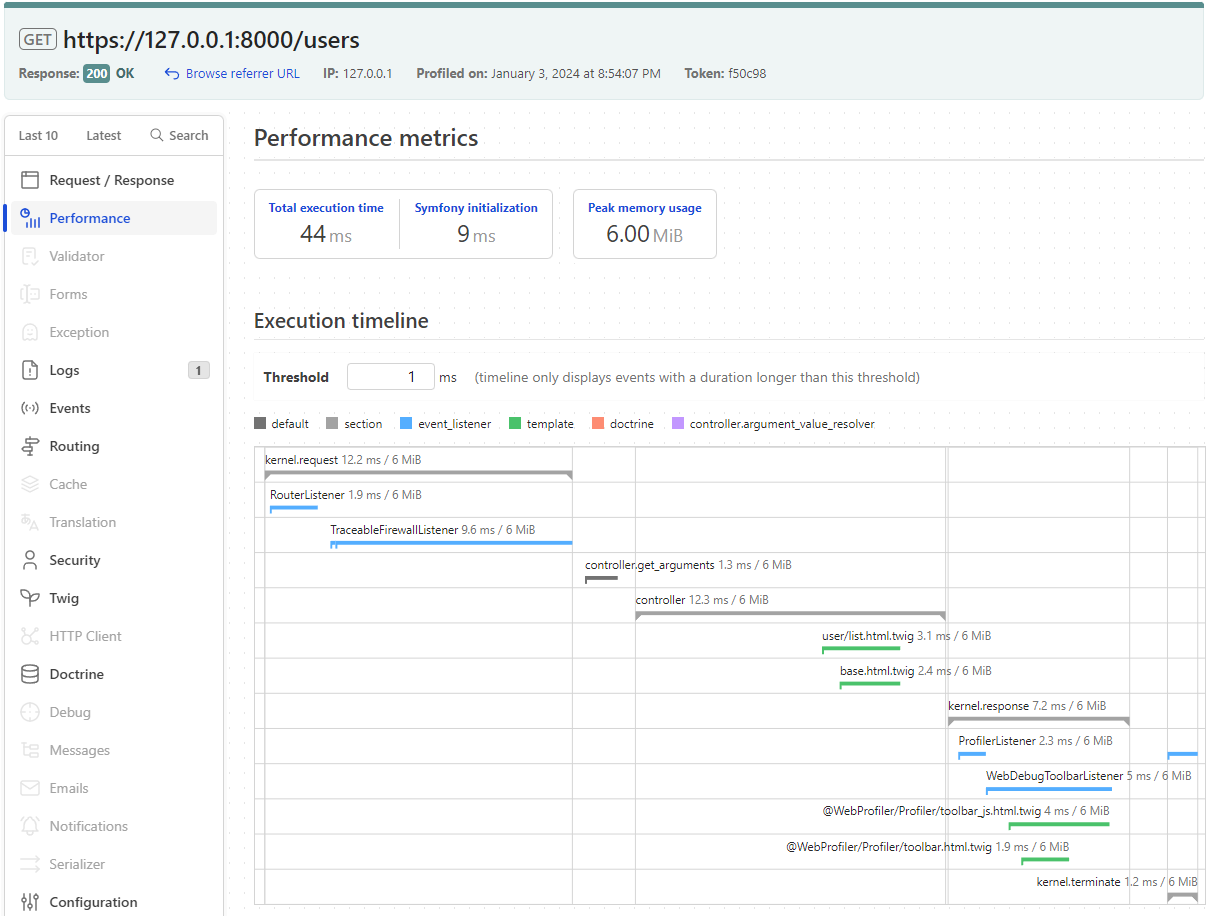 GET https://127.0.0.1:8000/users
Response: 200 OK Browse referrer URL IP: 127.0.0.1 Profiled on: January 3, 2024 at 8:54:07 PM Token: f50c98
Last 10 Latest Search
Request / Response
Performance
Validator
Forms
Exception
Logs 1
Events
Routing
Cache
Translation
Security
Twig
HTTP Client
Doctrine
Debug
Messages
Emails
Notifications
Serializer
Configuration
Performance metrics
Total execution time Symfony initialization Peak memory usage
44 ms 9 ms 6.00 MiB
Execution timeline
Threshold 1 ms (timeline only displays events with a duration longer than this threshold)
default section event_listener template doctrine controller.argument_value_resolver
kernel.request 12.2 ms / 6 MiB
RouterListener 1.9 ms / 6 MiB
TraceableFirewallListener 9.6 ms / 6 MiB
controller.get_arguments 1.3 ms / 6 MiB
controller 12.3 ms / 6 MiB
user/list.html.twig 3.1 ms / 6 MiB
base.html.twig 2.4 ms / 6 MiB
kernel.response 7.2 ms / 6 MiB
ProfilerListener 2.3 ms / 6 MiB
WebDebugToolbarListener 5 ms / 6 MiB
@WebProfiler/Profiler/toolbar_js.html.twig 4 ms / 6 MiB
@WebProfiler/Profiler/toolbar.html.twig 1.9 ms / 6 MiB
kernel.terminate 1.2 ms / 6 MiB